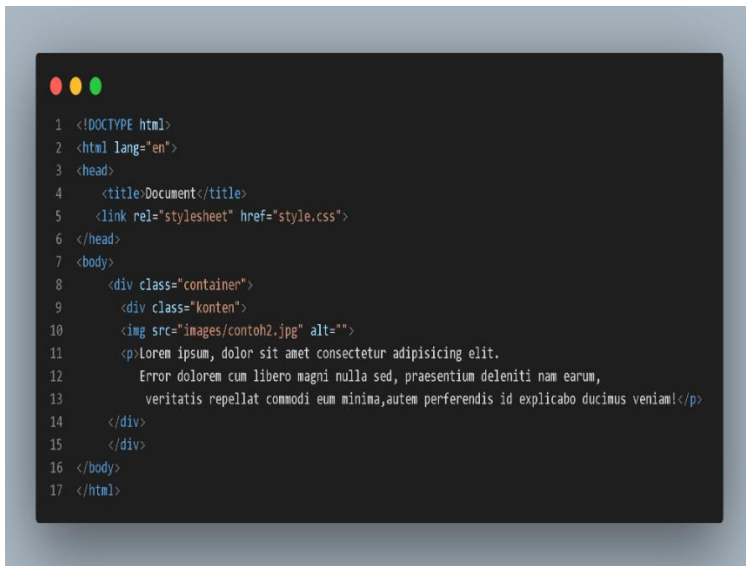 1 <!DOCTYPE html>
2 <html lang="en">
3 <head>
4 <title>Document</title>
5 <link rel="stylesheet" href="style.css">
6 </head>
7 <body>
8 <div class="container">
9 <div class="konten">
10 <img src="images/contoh2.jpg" alt="">
11 <p>Lorem ipsum, dolor sit amet consectetur adipisicing elit.
12 Error dolorem cum libero magni nulla sed, praesentium deleniti nam earum,
13 veritatis repellat commodi eum minima,autem perferendis id explicabo ducimus veniam!</p>
14 </div>
15 </div>
16 </body>
17 </html>